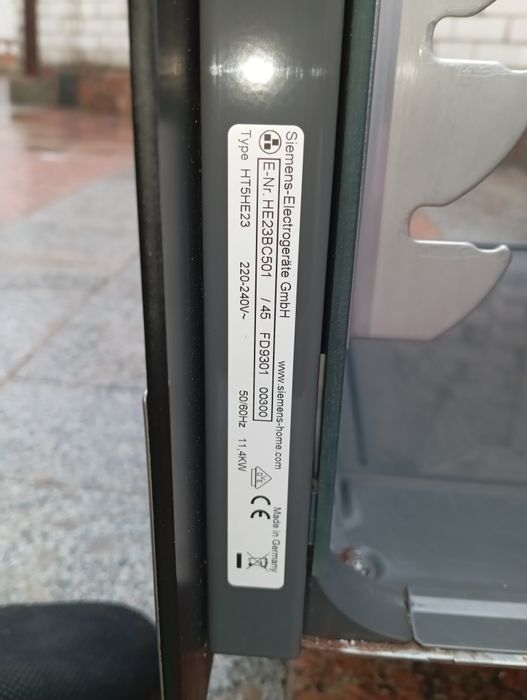 Siemens-Electrogeräte GmbH www.siemens-home.com Made in Germany
E-Nr. HE23BC501 /45 FD9301 00300
Type HT5HE23 220-240V~ 50/60Hz 11,4KW
CE